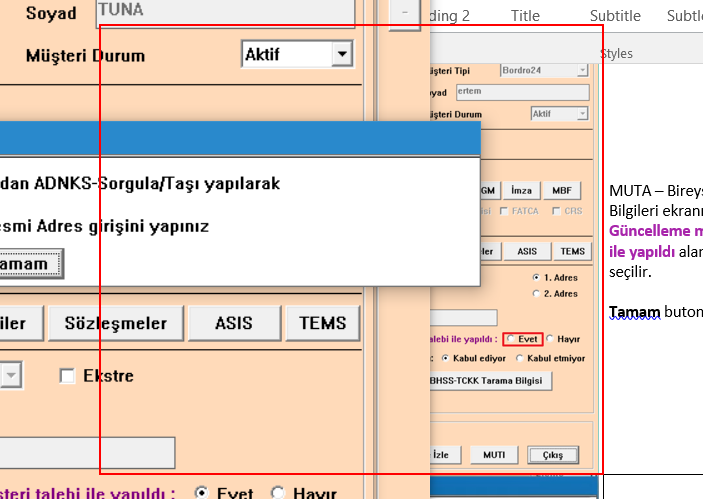 Soyad TUNA
Müşteri Durum Aktif
dan ADNKS-Sorgula/Taşı yapılarak
esmi Adres girişini yapınız
amam
iler Sözleşmeler ASIS TEMS
Ekstre
şteri talebi ile yapıldı : Evet Hayır
ding 2 Title Subtitle Subtl
Styles
üşteri Tipi Bordro24
oyad ertem
üşteri Durum Aktif
GM İmza MBF
isi FATCA CRS
ler ASIS TEMS
1. Adres
2. Adres
talebi ile yapıldı : Evet Hayır
: Kabul ediyor Kabul etmiyor
BHSS-TCKK Tarama Bilgisi
İzle MUTI Çıkış
MUTA – Bireys
Bilgileri ekranı
Güncelleme m
ile yapıldı alan
seçilir.
Tamam buton